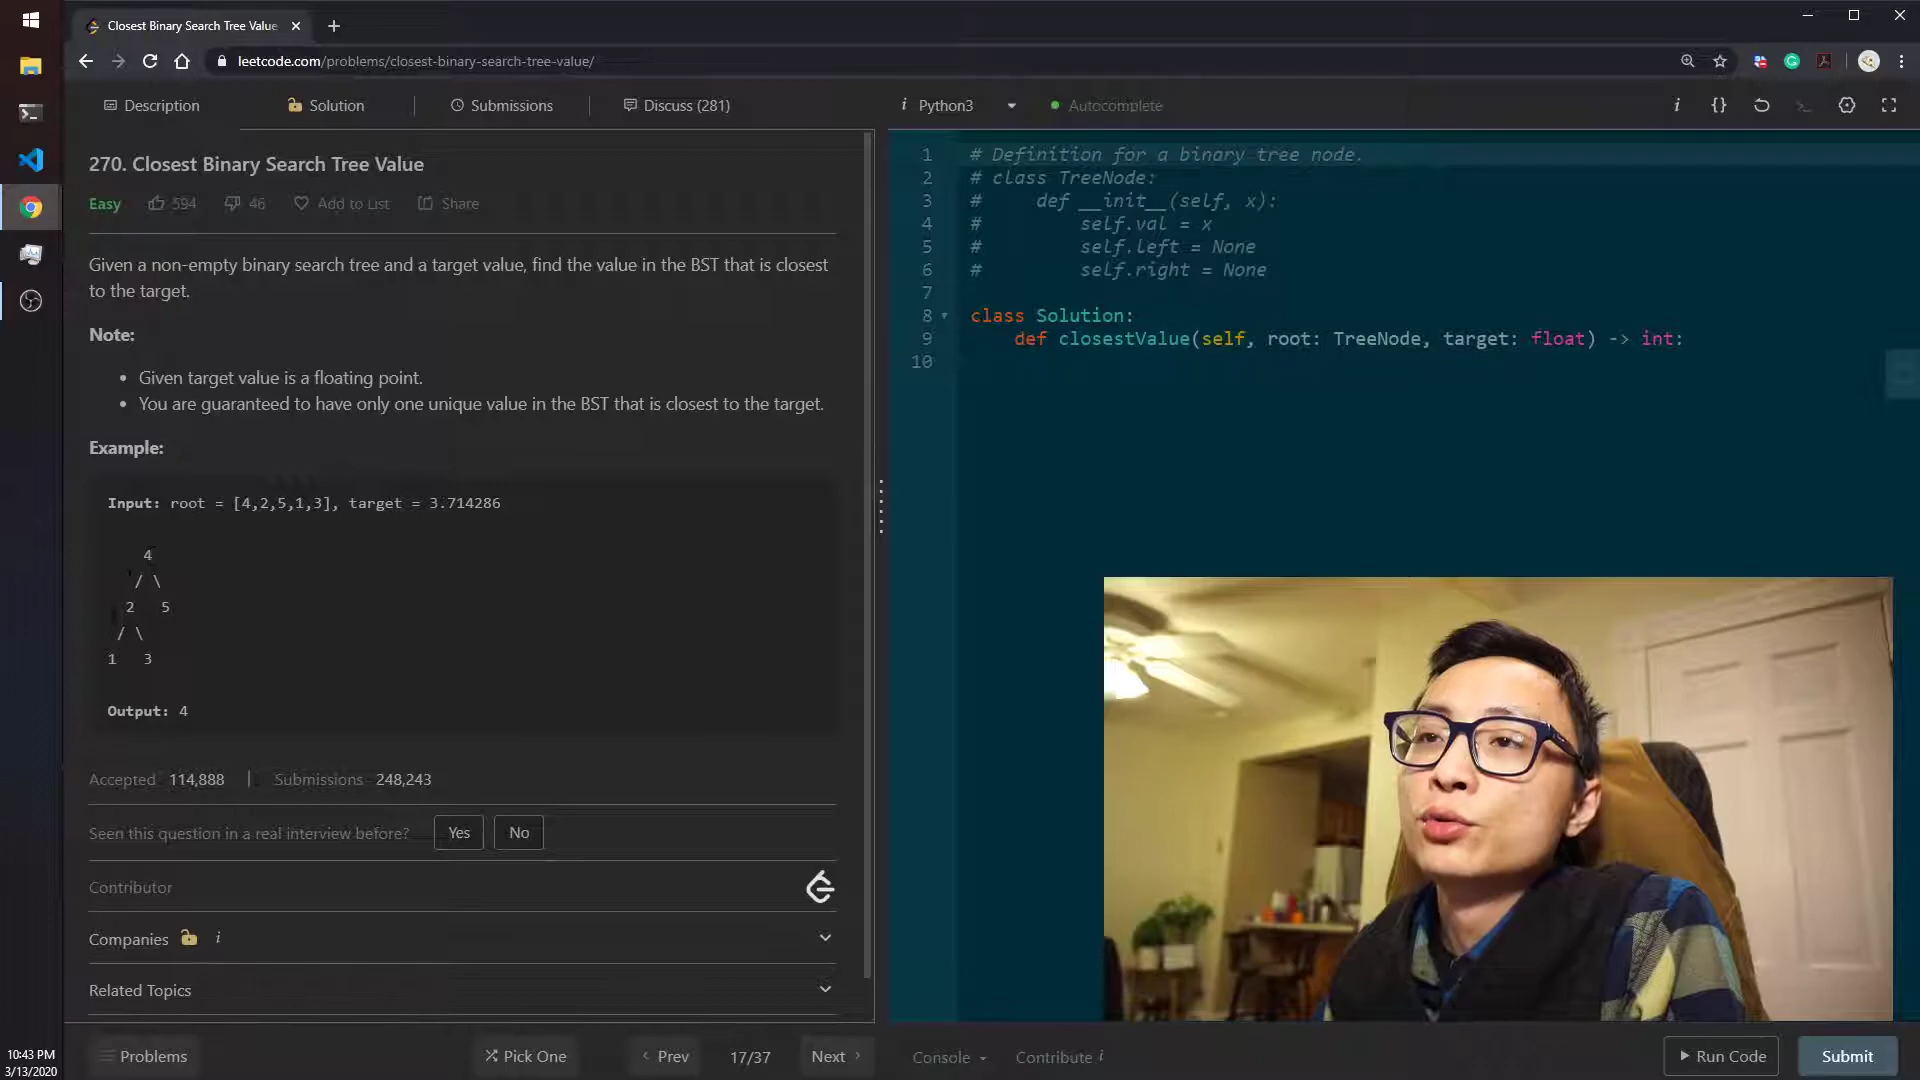 Closest Binary Search Tree Value
leetcode.com/problems/closest-binary-search-tree-value/
Description
Solution
Submissions
Discuss (281)
i Python3
Autocomplete
i {}
270. Closest Binary Search Tree Value
Easy 594 46 Add to List Share
Given a non-empty binary search tree and a target value, find the value in the BST that is closest
to the target.
Note:
• Given target value is a floating point.
• You are guaranteed to have only one unique value in the BST that is closest to the target.
Example:
Input: root = [4,2,5,1,3], target = 3.714286
4
/ \
2 5
/ \
1 3
Output: 4
Accepted 114,888 | Submissions 248,243
Seen this question in a real interview before? Yes No
Contributor
Companies i
Related Topics
Problems
Pick One
Prev
17/37
Next
1 # Definition for a binary tree node.
2 # class TreeNode:
3 #     def __init__(self, x):
4 #         self.val = x
5 #         self.left = None
6 #         self.right = None
7
8 class Solution:
9     def closestValue(self, root: TreeNode, target: float) -> int:
10
Console
Contribute i
Run Code
Submit
10:43 PM
3/13/2020